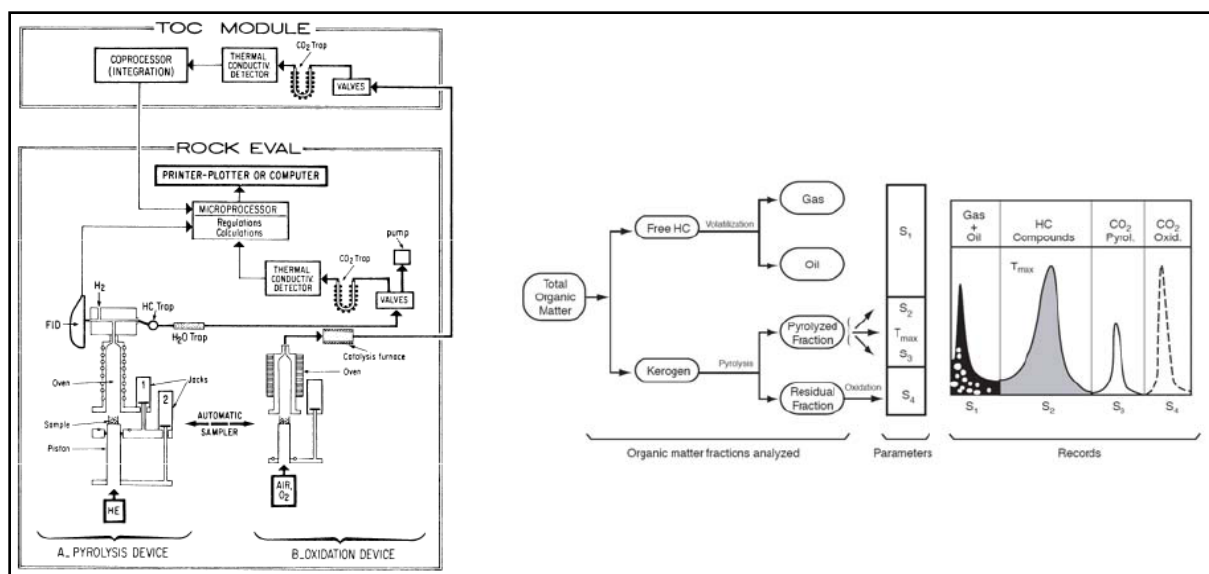 TOC MODULE
COPROCESSOR
(INTEGRATION)
THERMAL
CONDUCTIV.
DETECTOR
CO₂ Trap
VALVES
ROCK EVAL
PRINTER-PLOTTER OR COMPUTER
MICROPROCESSOR
Regulations
Calculations
pump
THERMAL
CONDUCTIV.
DETECTOR
CO₂ Trap
VALVES
H₂
HC Trap
FID
H₂O Trap
Catalysis furnace
Oven
Oven
Jacks
1
2
Sample
AUTOMATIC
SAMPLER
Piston
HE
AIR,
O₂
A_ PYROLYSIS DEVICE
B_OXIDATION DEVICE
Total
Organic
Matter
Free HC
Volatilization
Gas
Oil
Kerogen
Pyrolysis
Pyrolyzed
Fraction
Residual
Fraction
Oxidation
S₁
S₂
Tmax
S₃
S₄
Organic matter fractions analyzed
Parameters
Gas
+
Oil
HC
Compounds
CO₂
Pyrol.
CO₂
Oxid.
Tmax
S₁
S₂
S₃
S₄
Records